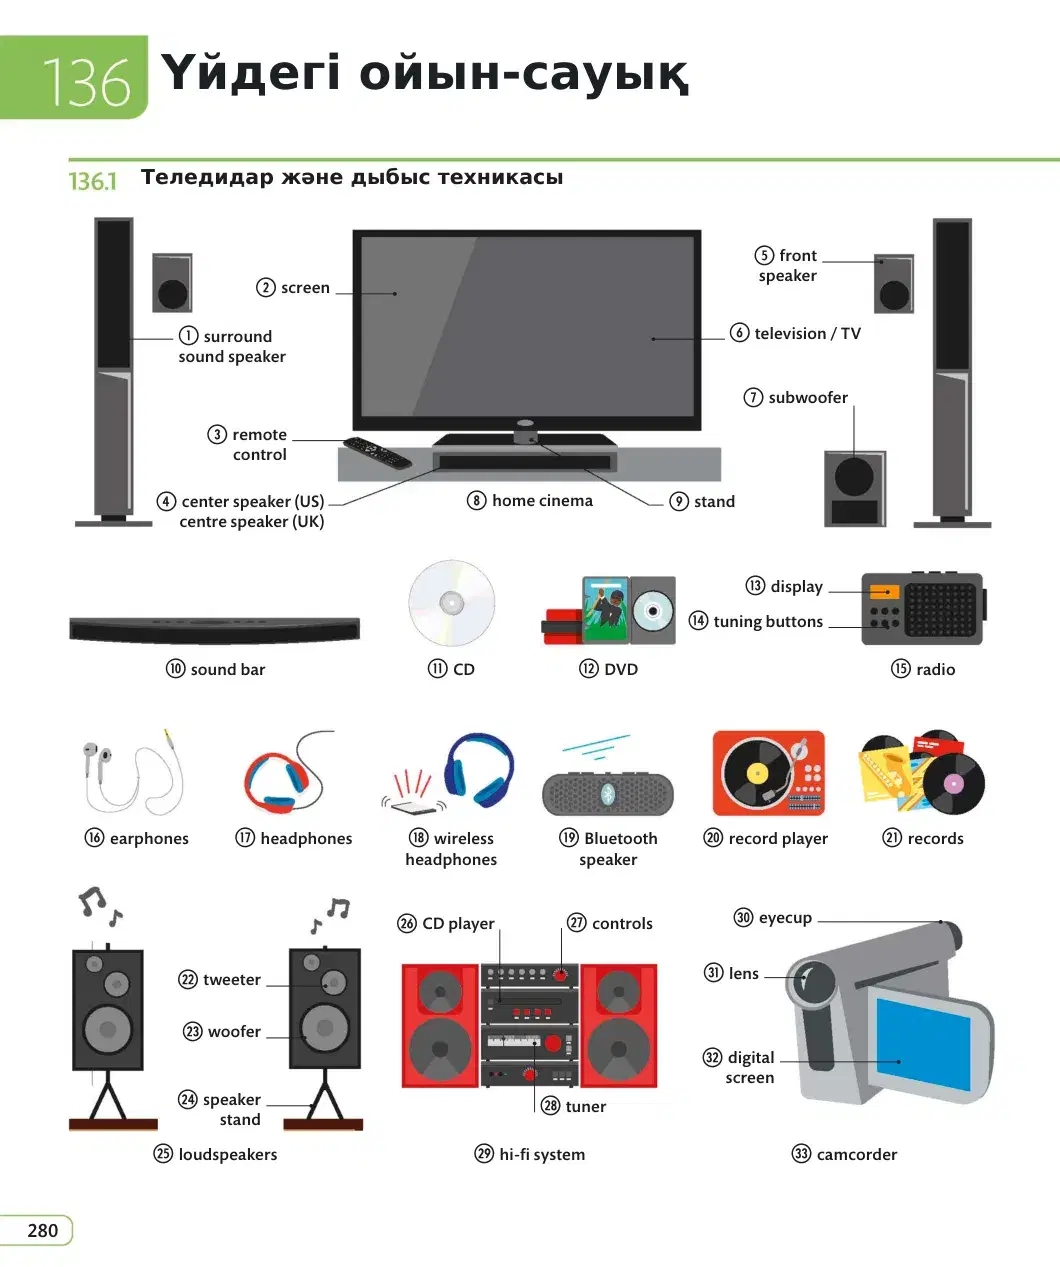 136
Үйдегі ойын-сауық
136.1 Теледидар және дыбыс техникасы
① surround
sound speaker
② screen
③ remote
control
④ center speaker (US)
centre speaker (UK)
⑤ front
speaker
⑥ television / TV
⑦ subwoofer
⑧ home cinema
⑨ stand
⑩ sound bar
⑪ CD
⑫ DVD
⑬ display
⑭ tuning buttons
⑮ radio
⑯ earphones
⑰ headphones
⑱ wireless
headphones
⑲ Bluetooth
speaker
⑳ record player
㉑ records
㉒ tweeter
㉓ woofer
㉔ speaker
stand
㉕ loudspeakers
㉖ CD player
㉗ controls
㉘ tuner
㉙ hi-fi system
㉚ eyecup
㉛ lens
㉜ digital
screen
㉝ camcorder
280